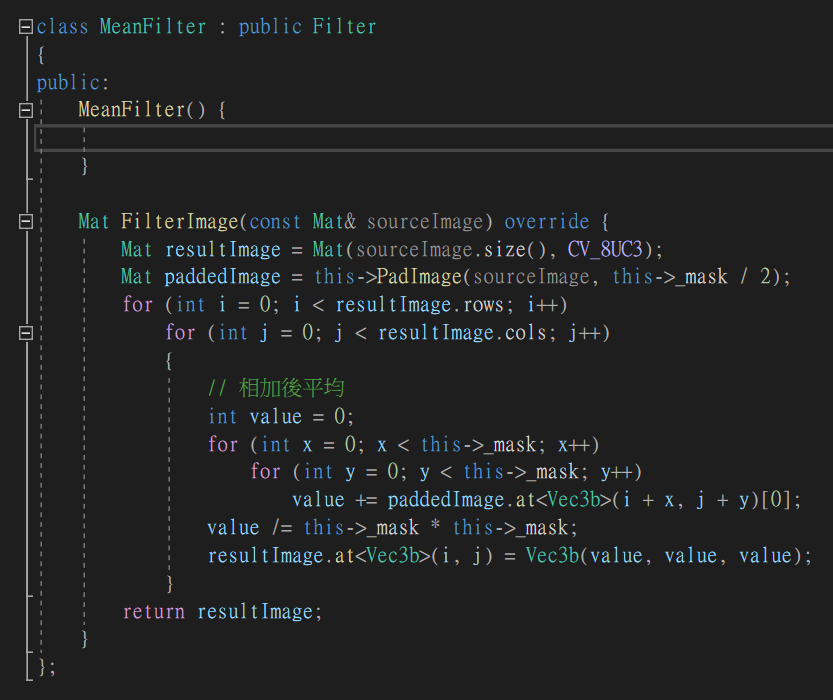 class MeanFilter : public Filter
{
public:
    MeanFilter() {

    }

    Mat FilterImage(const Mat& sourceImage) override {
        Mat resultImage = Mat(sourceImage.size(), CV_8UC3);
        Mat paddedImage = this->PadImage(sourceImage, this->_mask / 2);
        for (int i = 0; i < resultImage.rows; i++)
            for (int j = 0; j < resultImage.cols; j++)
            {
                // 相加後平均
                int value = 0;
                for (int x = 0; x < this->_mask; x++)
                    for (int y = 0; y < this->_mask; y++)
                        value += paddedImage.at<Vec3b>(i + x, j + y)[0];
                value /= this->_mask * this->_mask;
                resultImage.at<Vec3b>(i, j) = Vec3b(value, value, value);
            }
        return resultImage;
    }
};